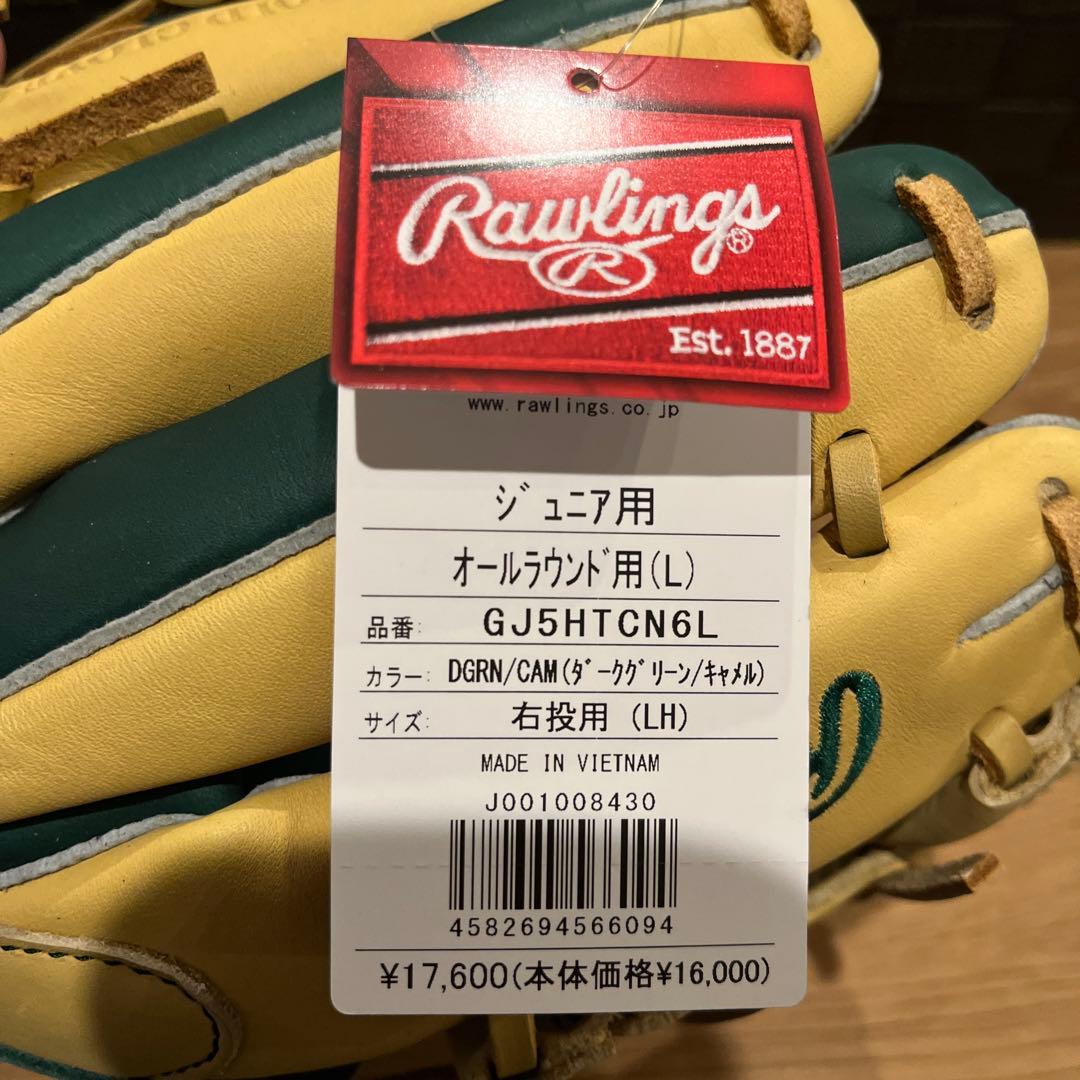 Rawlings®
R
Est. 1887
www.rawlings.co.jp
ジュニア用
オールラウンド用(L)
品番: GJ5HTCN6L
カラー: DGRN/CAM(ダークグリーン/キャメル)
サイズ: 右投用 (LH)
MADE IN VIETNAM
J001008430
4582694566094
¥17,600(本体価格¥16,000)